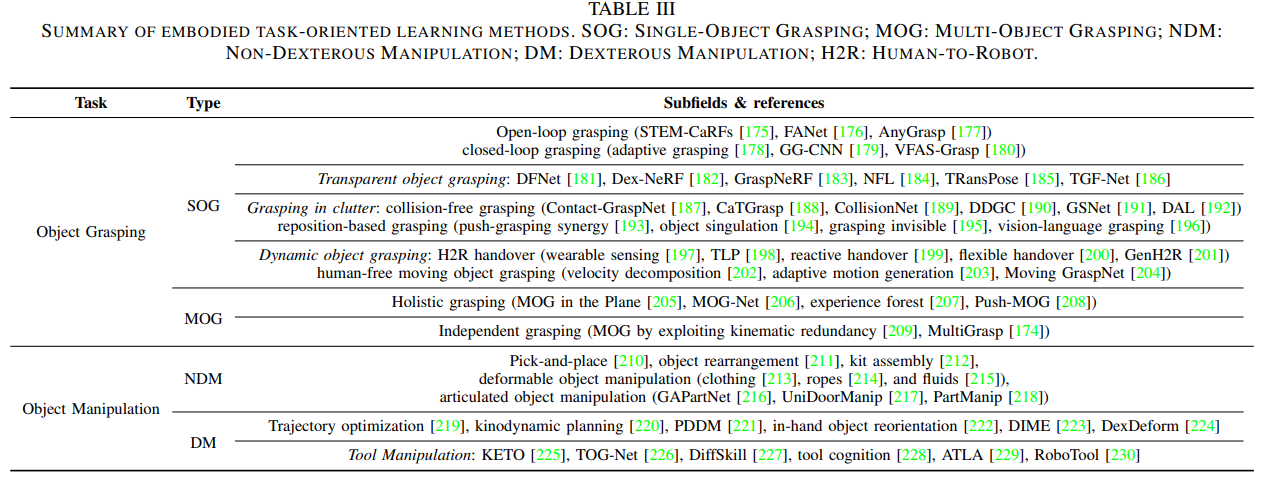 TABLE III
SUMMARY OF EMBODIED TASK-ORIENTED LEARNING METHODS. SOG: SINGLE-OBJECT GRASPING; MOG: MULTI-OBJECT GRASPING; NDM:
NON-DEXTEROUS MANIPULATION; DM: DEXTEROUS MANIPULATION; H2R: HUMAN-TO-ROBOT.
Task Type Subfields & references
Open-loop grasping (STEM-CaRFs [175], FANet [176], AnyGrasp [177])
closed-loop grasping (adaptive grasping [178], GG-CNN [179], VFAS-Grasp [180])
Transparent object grasping: DFNet [181], Dex-NeRF [182], GraspNeRF [183], NFL [184], TRansPose [185], TGF-Net [186]
SOG
Grasping in clutter: collision-free grasping (Contact-GraspNet [187], CaTGrasp [188], CollisionNet [189], DDGC [190], GSNet [191], DAL [192])
reposition-based grasping (push-grasping synergy [193], object singulation [194], grasping invisible [195], vision-language grasping [196])
Object Grasping
Dynamic object grasping: H2R handover (wearable sensing [197], TLP [198], reactive handover [199], flexible handover [200], GenH2R [201])
human-free moving object grasping (velocity decomposition [202], adaptive motion generation [203], Moving GraspNet [204])
Holistic grasping (MOG in the Plane [205], MOG-Net [206], experience forest [207], Push-MOG [208])
MOG
Independent grasping (MOG by exploiting kinematic redundancy [209], MultiGrasp [174])
Pick-and-place [210], object rearrangement [211], kit assembly [212],
NDM deformable object manipulation (clothing [213], ropes [214], and fluids [215]),
articulated object manipulation (GAPartNet [216], UniDoorManip [217], PartManip [218])
Object Manipulation
Trajectory optimization [219], kinodynamic planning [220], PDDM [221], in-hand object reorientation [222], DIME [223], DexDeform [224]
DM
Tool Manipulation: KETO [225], TOG-Net [226], DiffSkill [227], tool cognition [228], ATLA [229], RoboTool [230]